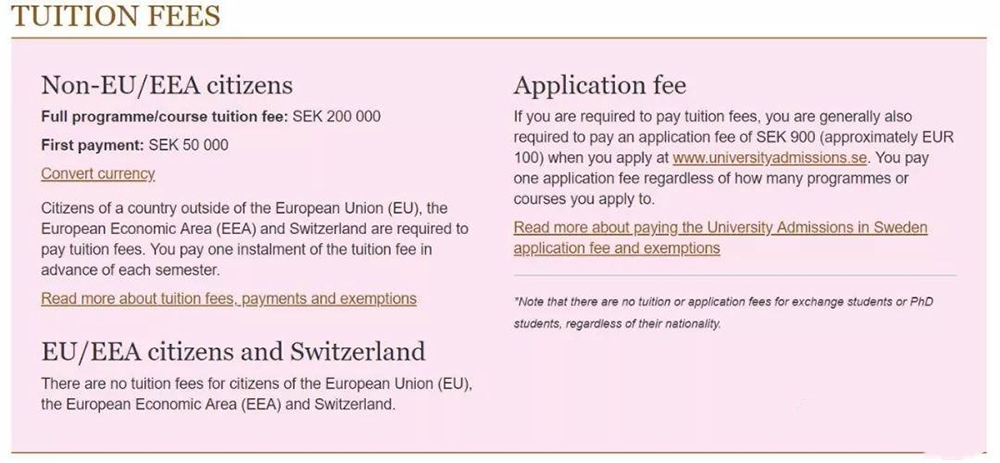 TUITION FEES
Non-EU/EEA citizens
Full programme/course tuition fee: SEK 200 000
First payment: SEK 50 000
Convert currency
Citizens of a country outside of the European Union (EU), the
European Economic Area (EEA) and Switzerland are required to
pay tuition fees. You pay one instalment of the tuition fee in
advance of each semester.
Read more about tuition fees, payments and exemptions
EU/EEA citizens and Switzerland
There are no tuition fees for citizens of the European Union (EU),
the European Economic Area (EEA) and Switzerland.
Application fee
If you are required to pay tuition fees, you are generally also
required to pay an application fee of SEK 900 (approximately EUR
100) when you apply at www.universityadmissions.se. You pay
one application fee regardless of how many programmes or
courses you apply to.
Read more about paying the University Admissions in Sweden
application fee and exemptions
*Note that there are no tuition or application fees for exchange students or PhD
students, regardless of their nationality.